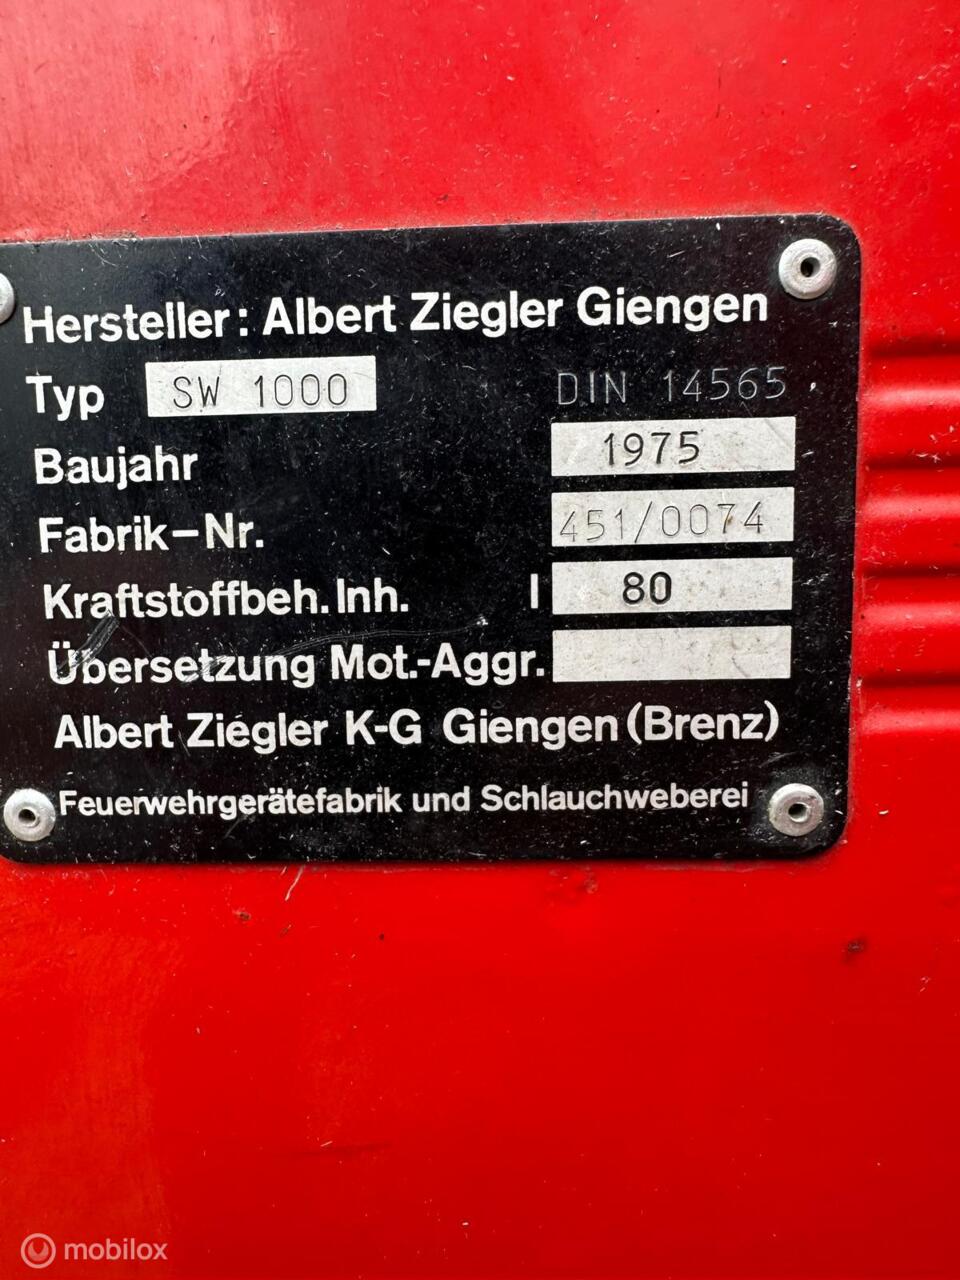 Hersteller: Albert Ziegler Giengen
Typ SW 1000 DIN 14565
Baujahr 1975
Fabrik-Nr. 451/0074
Kraftstoffbeh. Inh. l 80
Übersetzung Mot.-Aggr.
Albert Ziegler K-G Giengen (Brenz)
Feuerwehrgerätefabrik und Schlauchweberei
mobilox